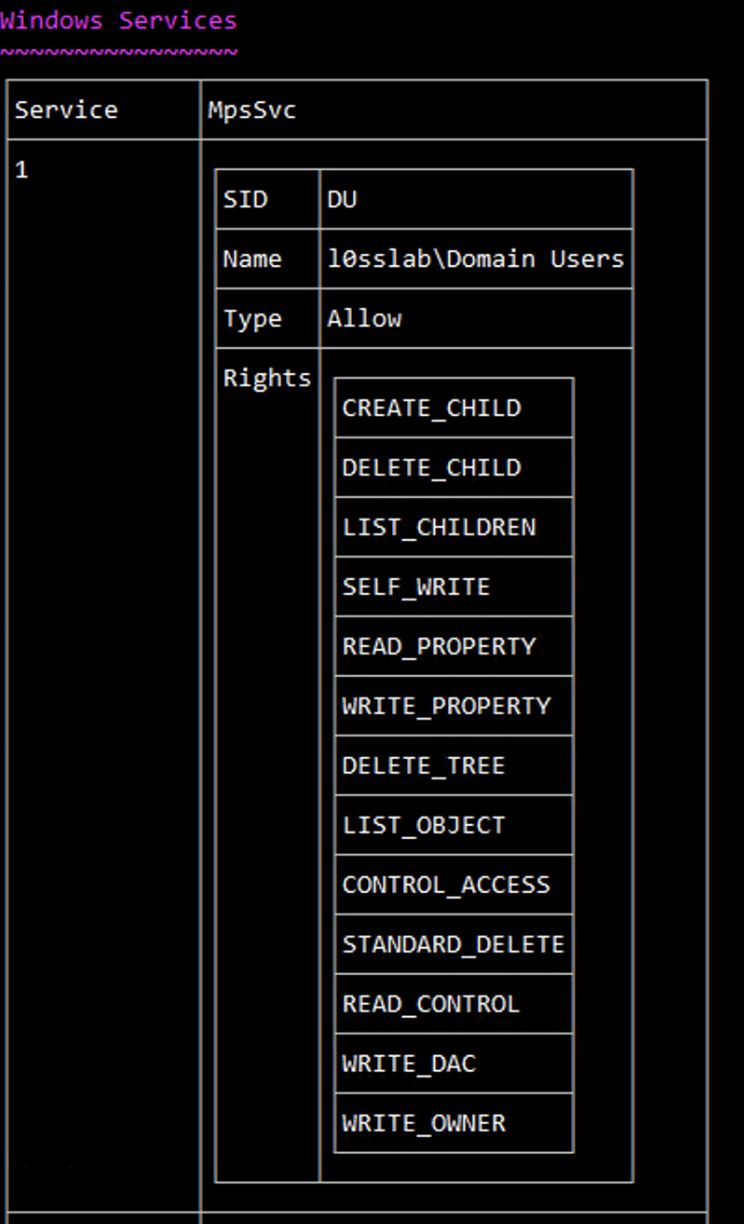 Windows Services
~~~~~~~~~~~~~~~~
Service MpsSvc
1
SID DU
Name l0sslab\Domain Users
Type Allow
Rights
CREATE_CHILD
DELETE_CHILD
LIST_CHILDREN
SELF_WRITE
READ_PROPERTY
WRITE_PROPERTY
DELETE_TREE
LIST_OBJECT
CONTROL_ACCESS
STANDARD_DELETE
READ_CONTROL
WRITE_DAC
WRITE_OWNER